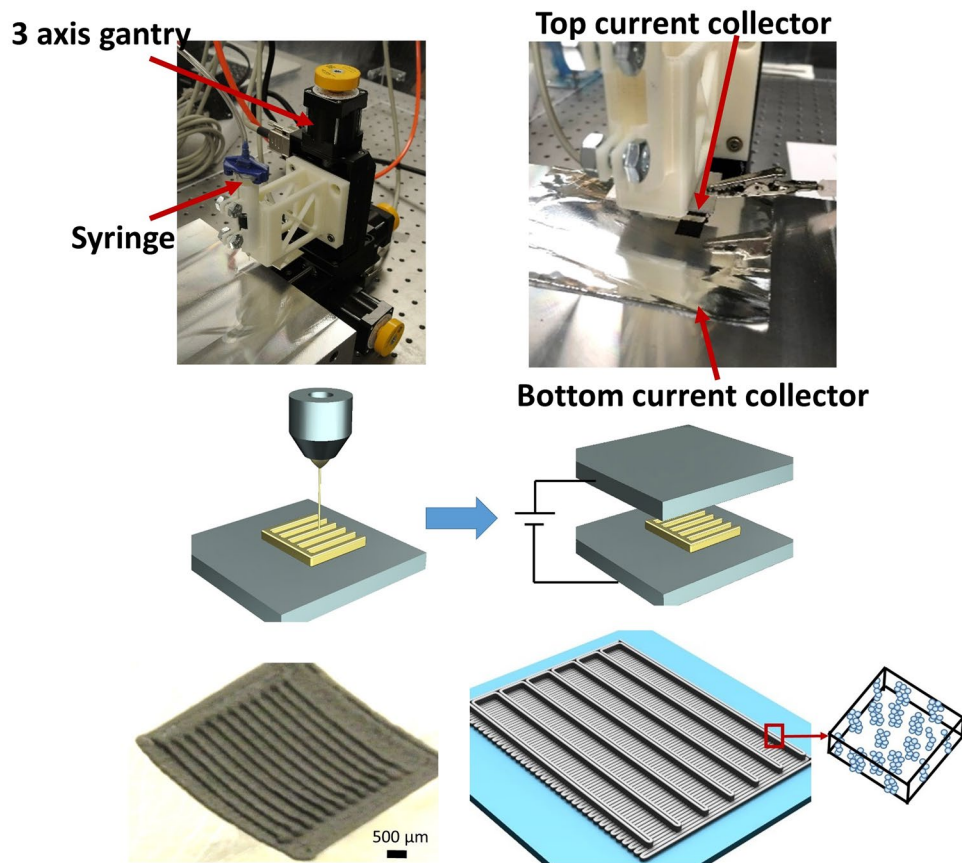 3 axis gantry
Top current collector
Syringe
Bottom current collector
500 μm